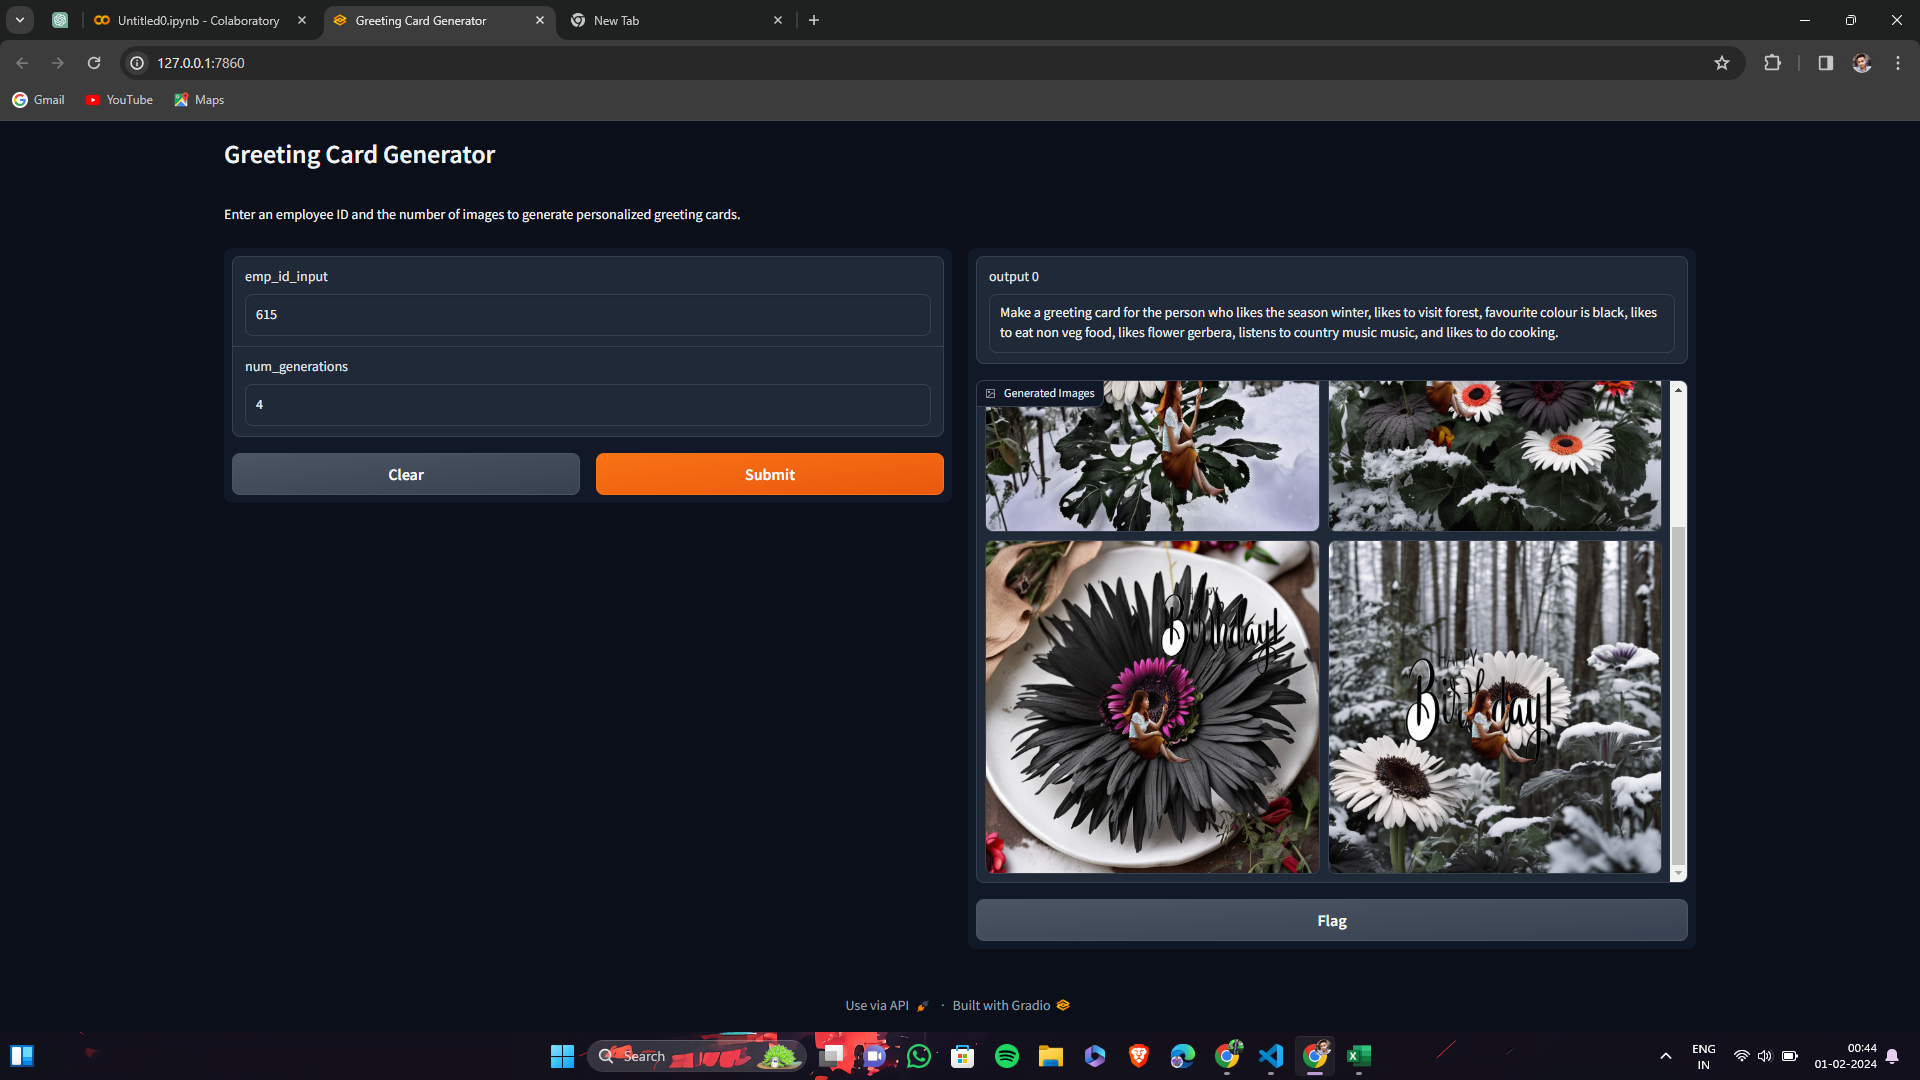 Untitled0.ipynb - Colaboratory
Greeting Card Generator
New Tab
127.0.0.1:7860
Gmail
YouTube
Maps
Greeting Card Generator
Enter an employee ID and the number of images to generate personalized greeting cards.
emp_id_input
615
num_generations
4
Clear
Submit
output 0
Make a greeting card for the person who likes the season winter, likes to visit forest, favourite colour is black, likes
to eat non veg food, likes flower gerbera, listens to country music music, and likes to do cooking.
Generated Images
HAPPY
Birthday!
HAPPY
Birthday!
Flag
Use via API
·
Built with Gradio
Search
ENG
IN
00:44
01-02-2024